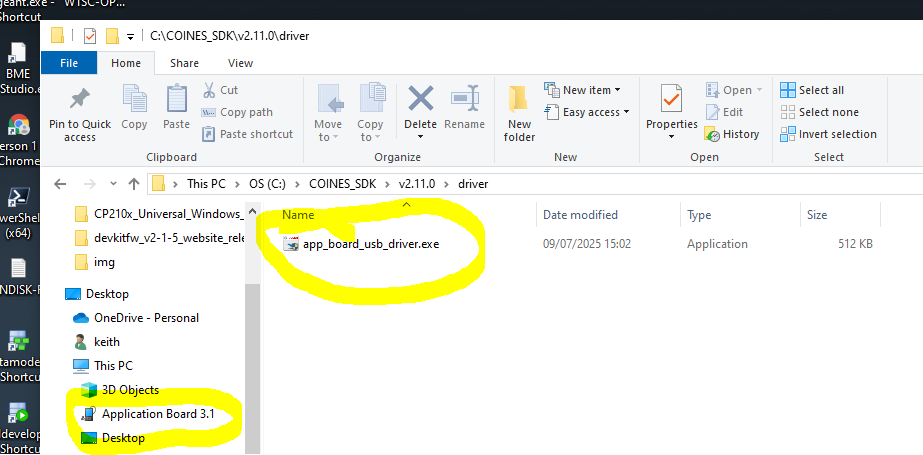 geant.exe -
Shortcut
WTSC-OP...
BME
Studio.e
erson 1
Chrome
werShel
(x64)
NDISK-F
tamode
Shortcu
ldevelop
Shortcu
C:\COINES_SDK\v2.11.0\driver
File Home Share View
Pin to Quick
access
Copy
Paste
Cut
Copy path
Paste shortcut
Clipboard
Move
to
Copy
to
Delete
Rename
Organize
New
folder
New item
Easy access
New
Properties
Open
Edit
History
Open
Select all
Select none
Invert selection
Select
This PC > OS (C:) > COINES_SDK > v2.11.0 > driver
CP210x_Universal_Windows_
devkitfw_v2-1-5_website_rele
img
Desktop
OneDrive - Personal
keith
This PC
3D Objects
Application Board 3.1
Desktop
Name Date modified Type Size
app_board_usb_driver.exe 09/07/2025 15:02 Application 512 KB